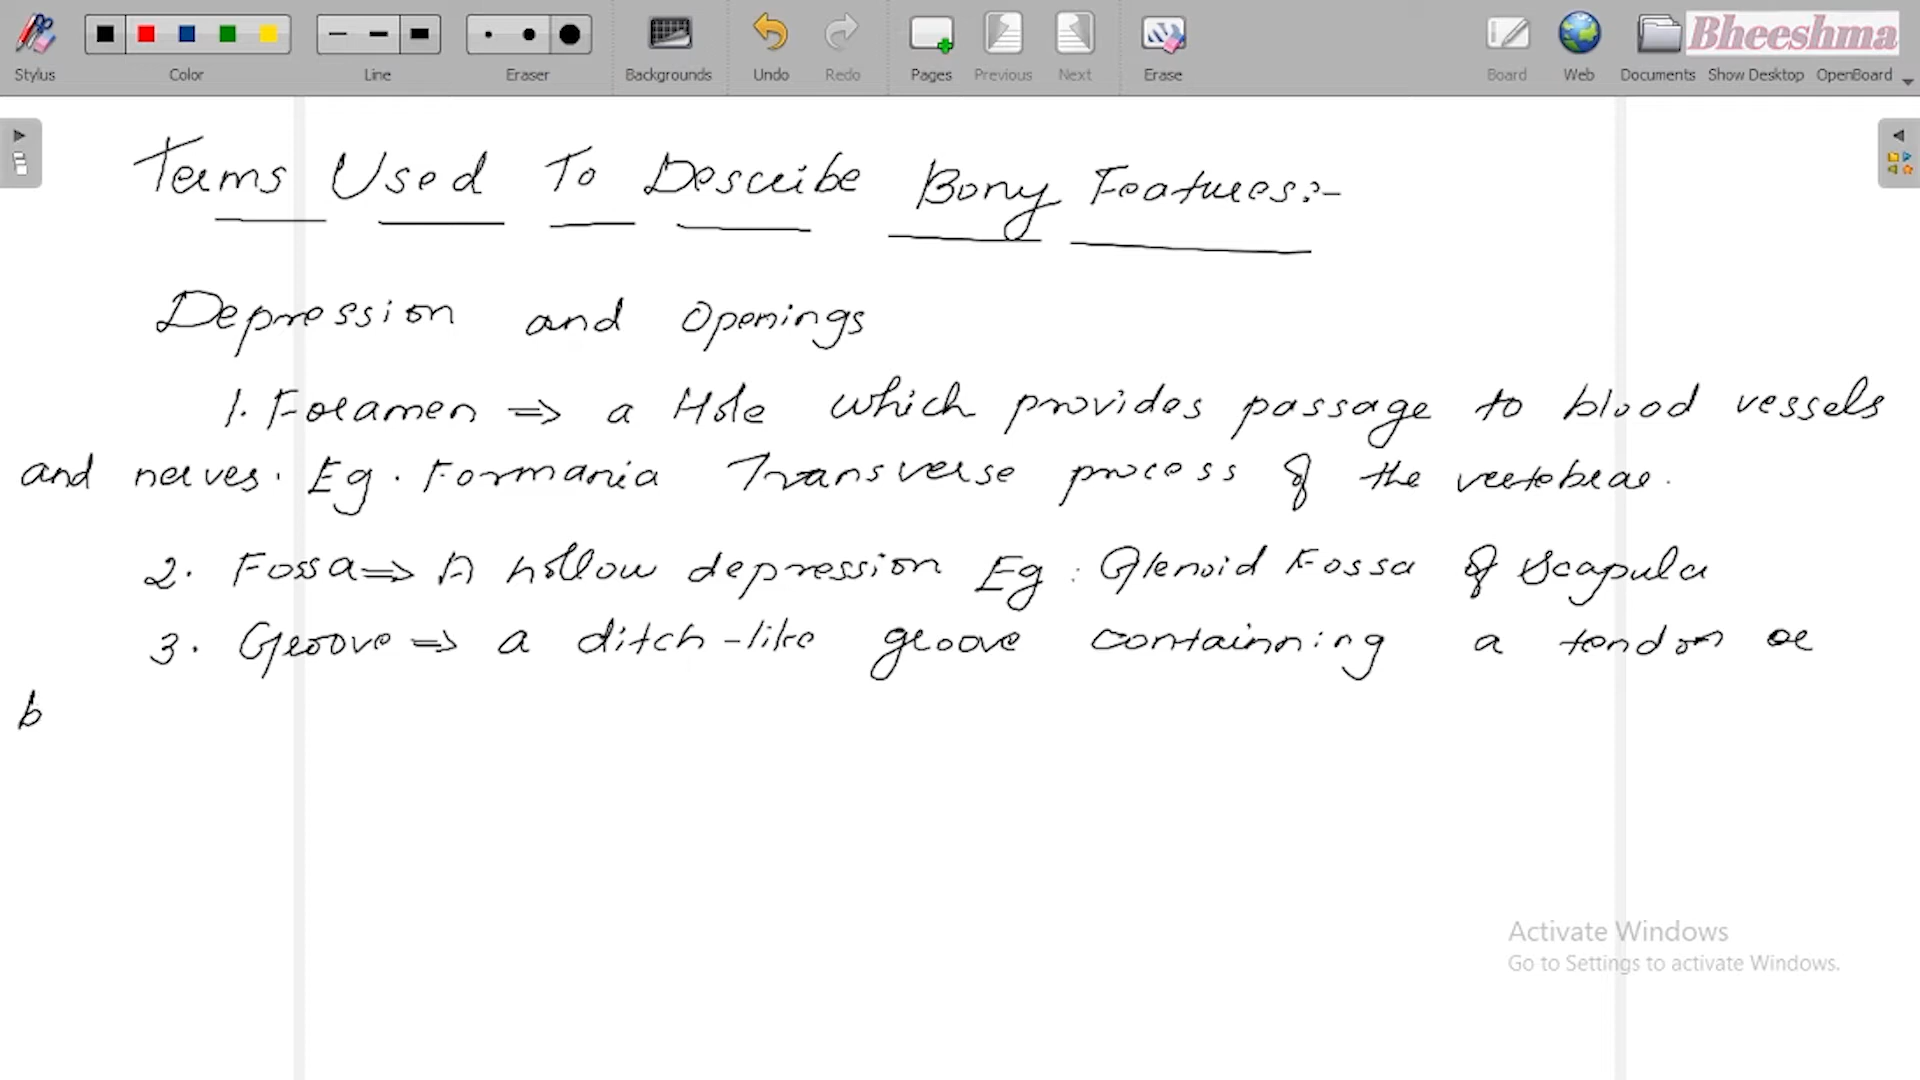 Stylus Color Line Eraser Backgrounds Undo Redo Pages Previous Next Erase Board Web Documents Show Desktop OpenBoard
Bheeshma
Terms Used To Describe Bony Features:-
Depression and Openings
1. Foramen ⇒ a Hole which provides passage to blood vessels
and nerves. Eg. Formania Transverse process of the vertebrae.
2. Fossa ⇒ A hollow depression Eg: Glenoid Fossa of Scapula
3. Groove ⇒ a ditch-like groove containning a tendon or
b
Activate Windows
Go to Settings to activate Windows.